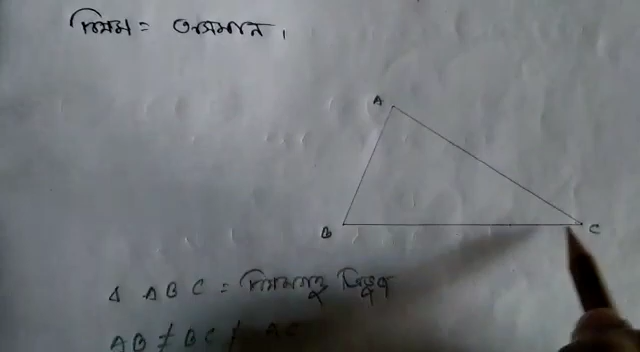 বিষম = অসমান।
A
B
C
Δ ABC = বিষমবাহু ত্রিভুজ
AB ≠ BC ≠ AC